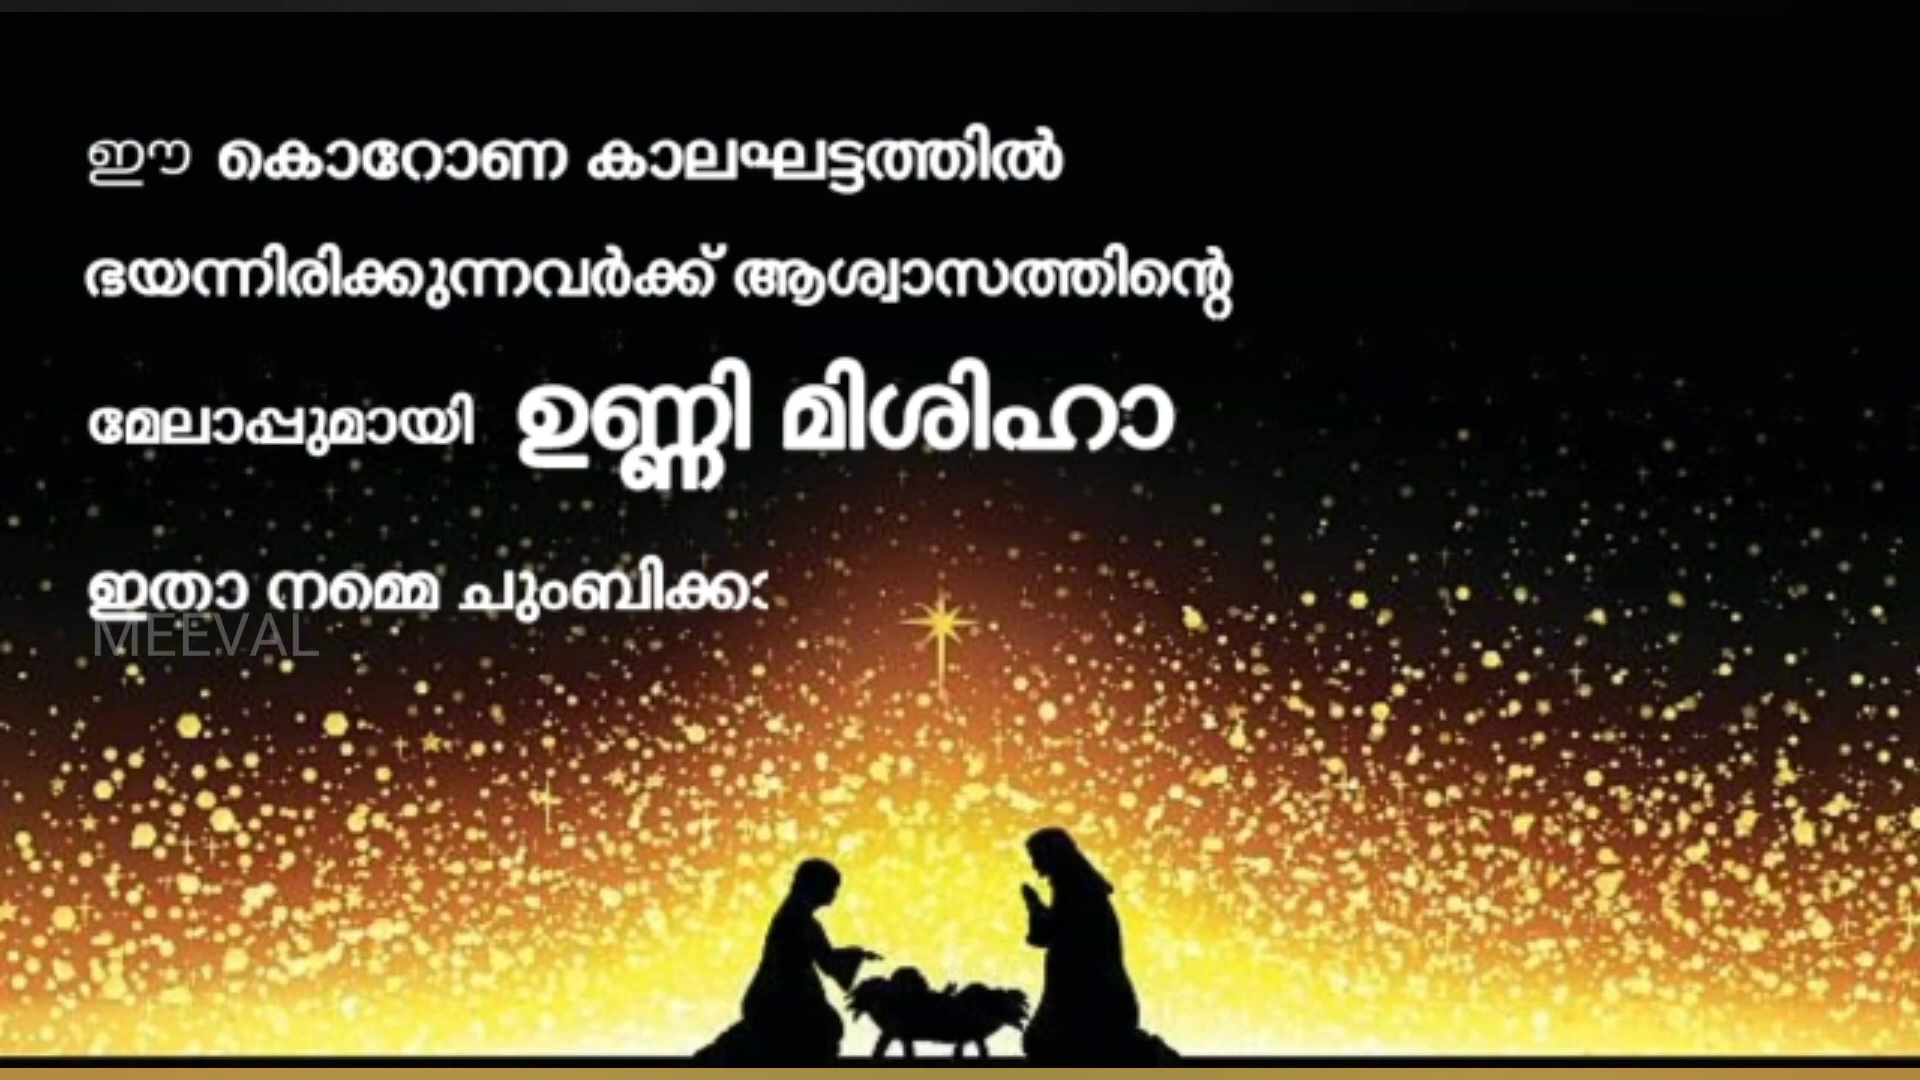 ഈ കൊറോണ കാലഘട്ടത്തിൽ
ഭയന്നിരിക്കുന്നവർക്ക് ആശ്വാസത്തിന്റെ
മേലാപ്പുമായി ഉണ്ണി മിശിഹാ
ഇതാ നമ്മെ
MEEVAL